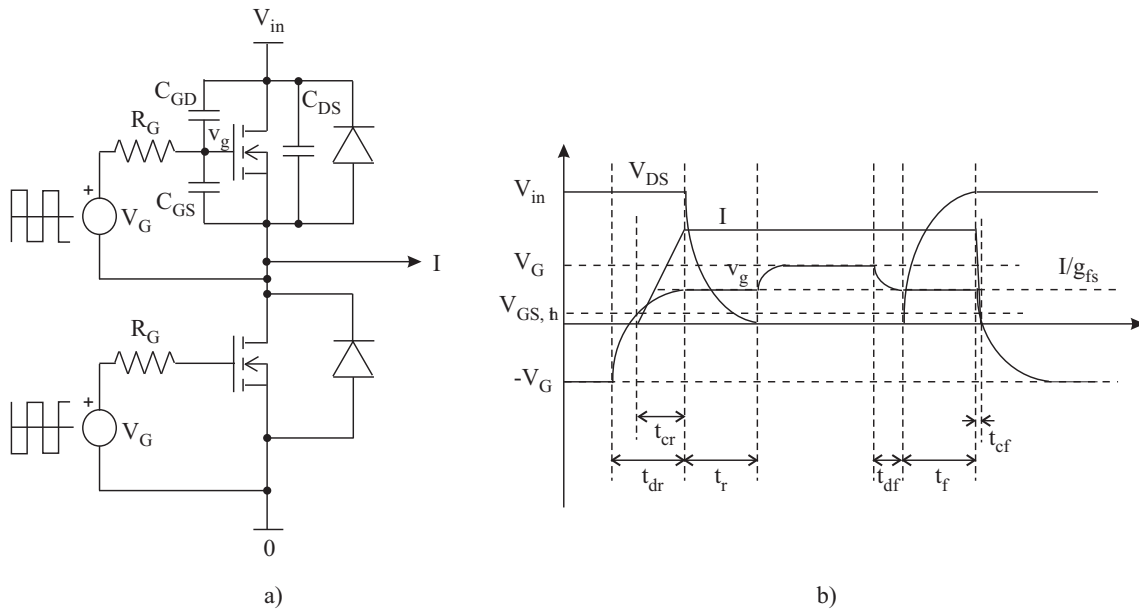 V_in
C_GD
C_DS
R_G
v_g
+
V_G
C_GS
I
R_G
+
V_G
0
a)
V_DS
V_in
I
V_G
v_g
I/g_fs
V_GS,
-V_G
t_cr
t_cf
t_dr
t_r
t_df
t_f
b)